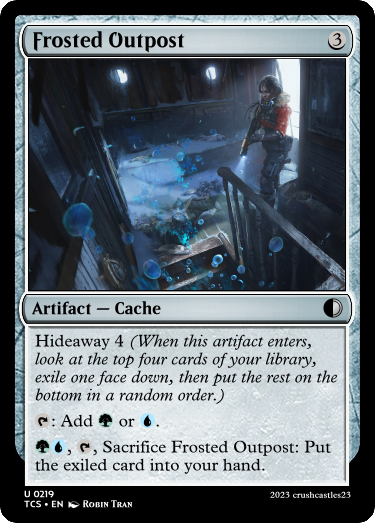 Frosted Outpost 3
Artifact — Cache
Hideaway 4 (When this artifact enters,
look at the top four cards of your library,
exile one face down, then put the rest on the
bottom in a random order.)
: Add or .
, , Sacrifice Frosted Outpost: Put
the exiled card into your hand.
U 0219
TCS • EN Robin Tran
2023 crushcastles23